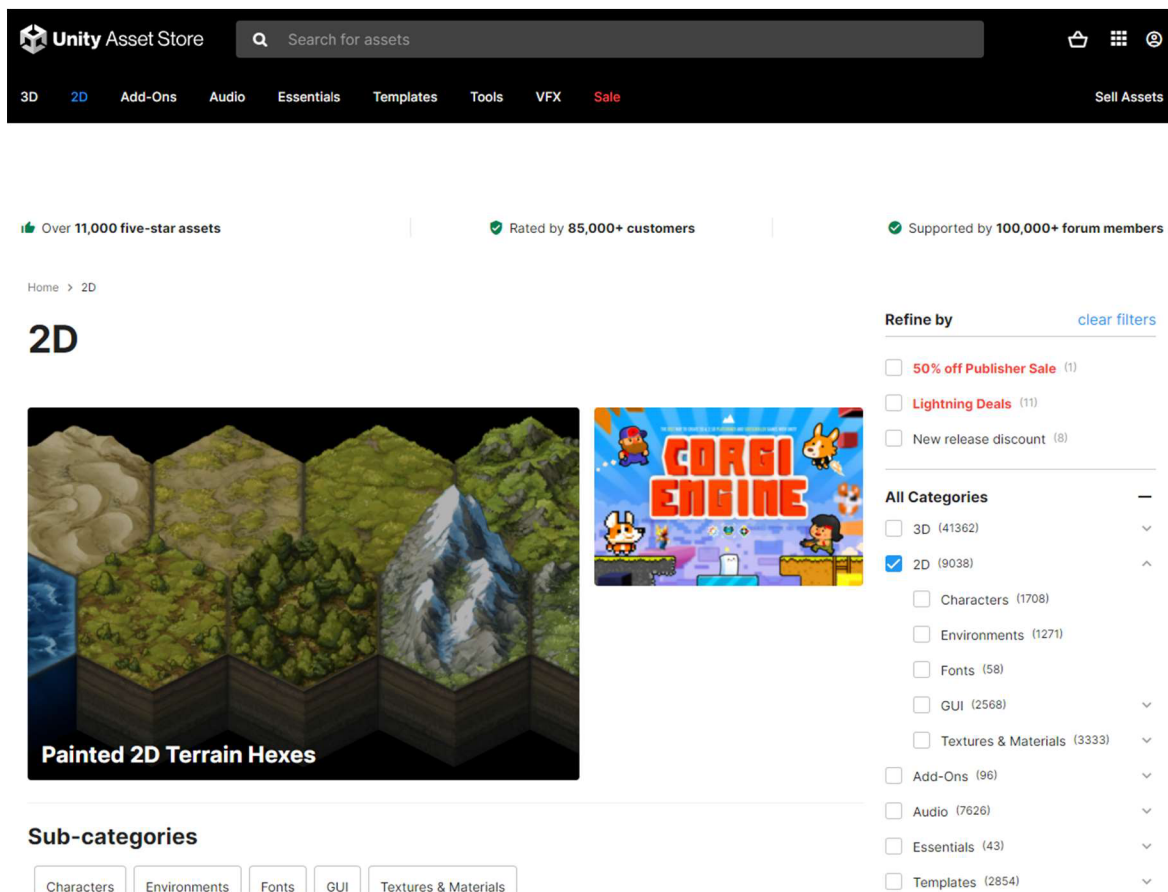 Unity Asset Store
Search for assets
3D 2D Add-Ons Audio Essentials Templates Tools VFX Sale Sell Assets
Over 11,000 five-star assets
Rated by 85,000+ customers
Supported by 100,000+ forum members
Home > 2D
2D
CORGI
ENGINE
Painted 2D Terrain Hexes
Sub-categories
Characters
Environments
Fonts
GUI
Textures & Materials
Refine by clear filters
50% off Publisher Sale (1)
Lightning Deals (11)
New release discount (8)
All Categories
3D (41362)
2D (9038)
Characters (1708)
Environments (1271)
Fonts (58)
GUI (2568)
Textures & Materials (3333)
Add-Ons (96)
Audio (7626)
Essentials (43)
Templates (2854)